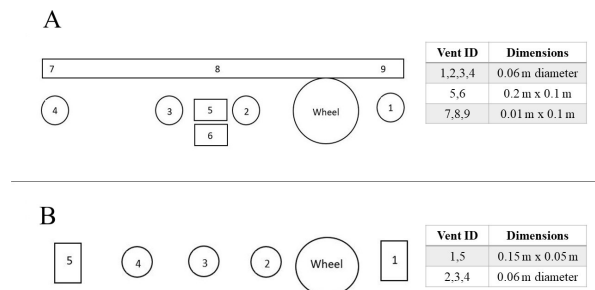 A
7 8 9
4 3 5 2 Wheel 1
6
Vent ID Dimensions
1,2,3,4 0.06 m diameter
5,6 0.2 m x 0.1 m
7,8,9 0.01 m x 0.1 m
B
5 4 3 2 Wheel 1
Vent ID Dimensions
1,5 0.15 m x 0.05 m
2,3,4 0.06 m diameter